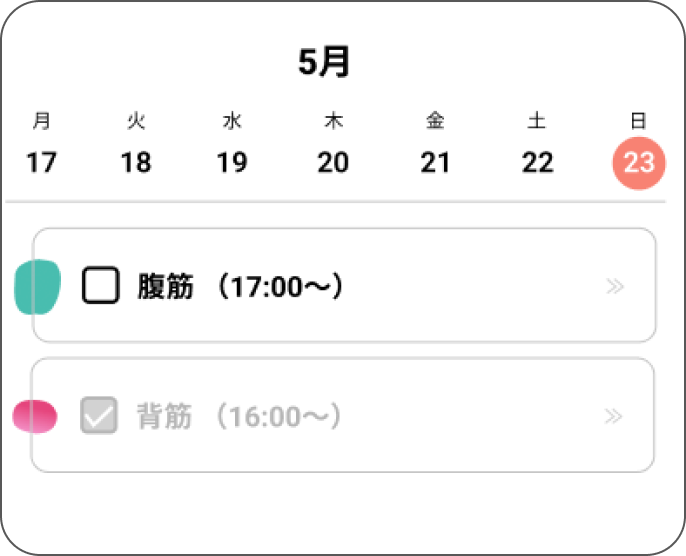 5月
月 火 水 木 金 土 日
17 18 19 20 21 22 23
腹筋 （17:00〜）
背筋 （16:00〜）